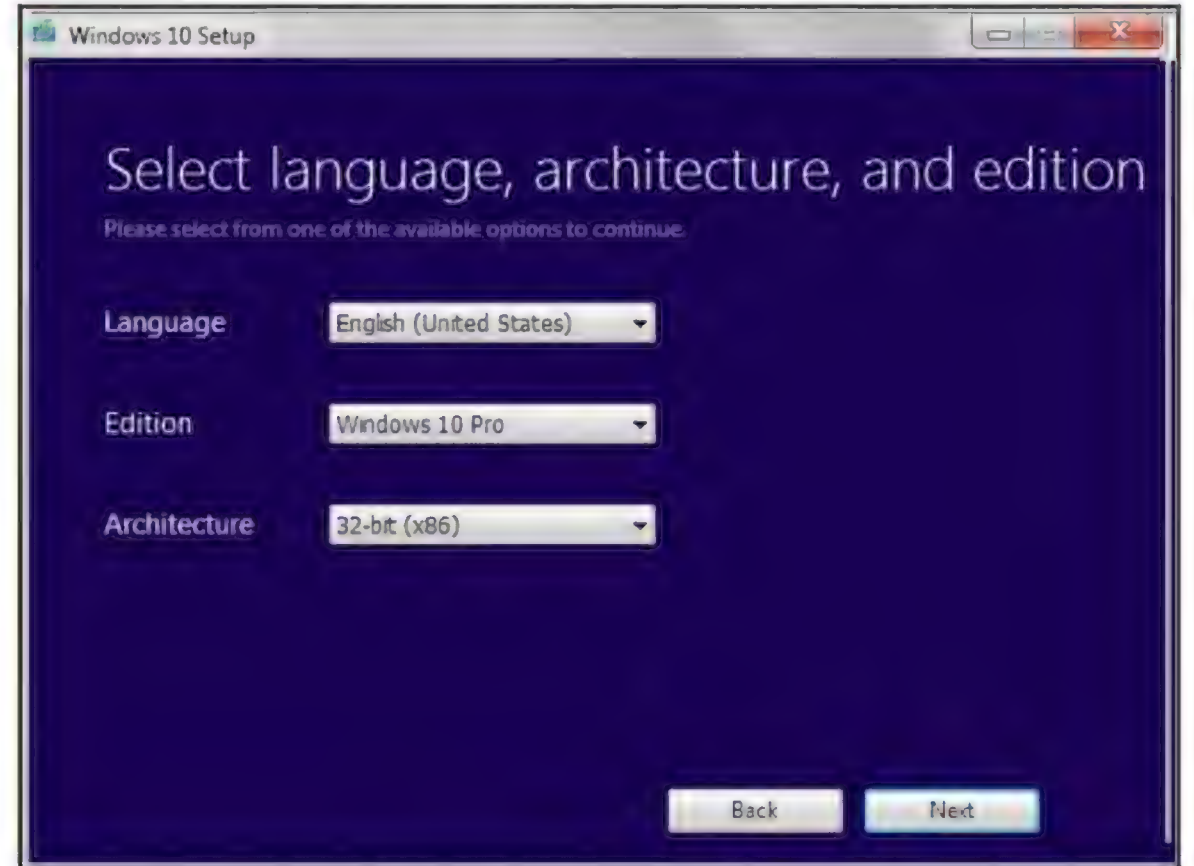 Windows 10 Setup
Select language, architecture, and edition
Please select from one of the available options to continue.
Language English (United States)
Edition Windows 10 Pro
Architecture 32-bit (x86)
Back Next